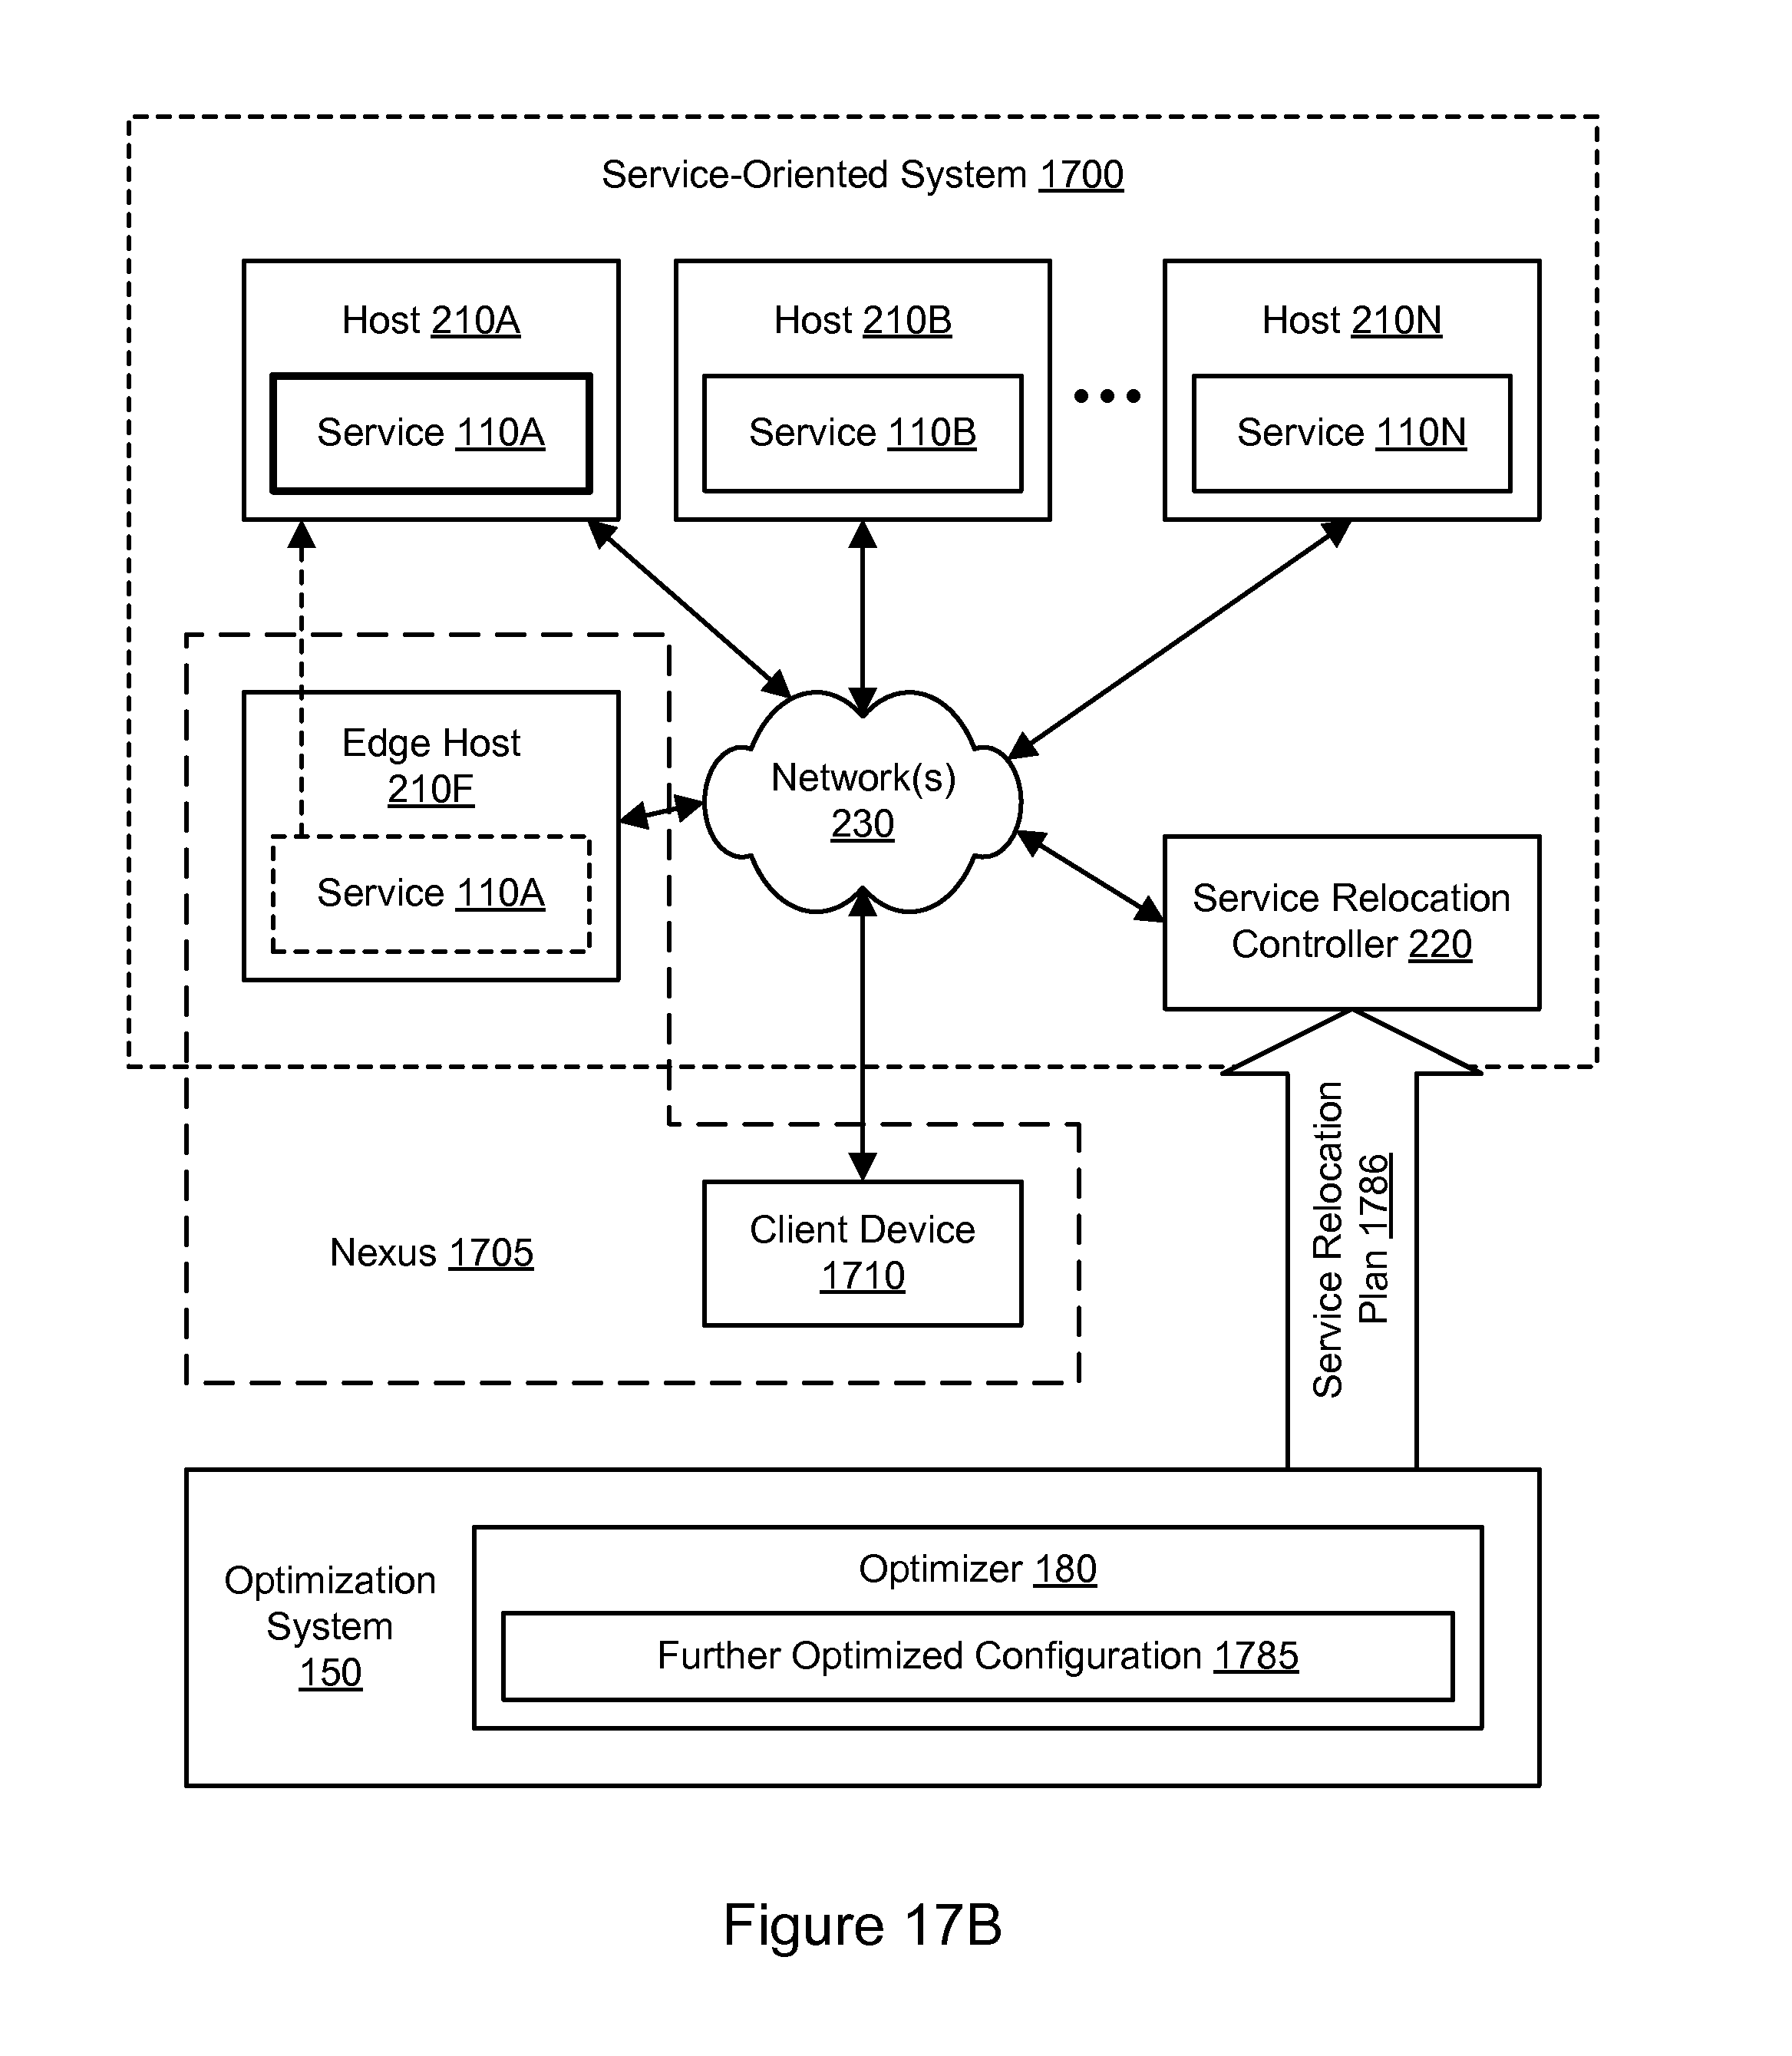 Service-Oriented System 1700
Host 210A
Service 110A
Host 210B
Service 110B
Host 210N
Service 110N
Edge Host
210F
Service 110A
Network(s)
230
Service Relocation
Controller 220
Service Relocation
Plan 1786
Nexus 1705
Client Device
1710
Optimization
System
150
Optimizer 180
Further Optimized Configuration 1785
Figure 17B